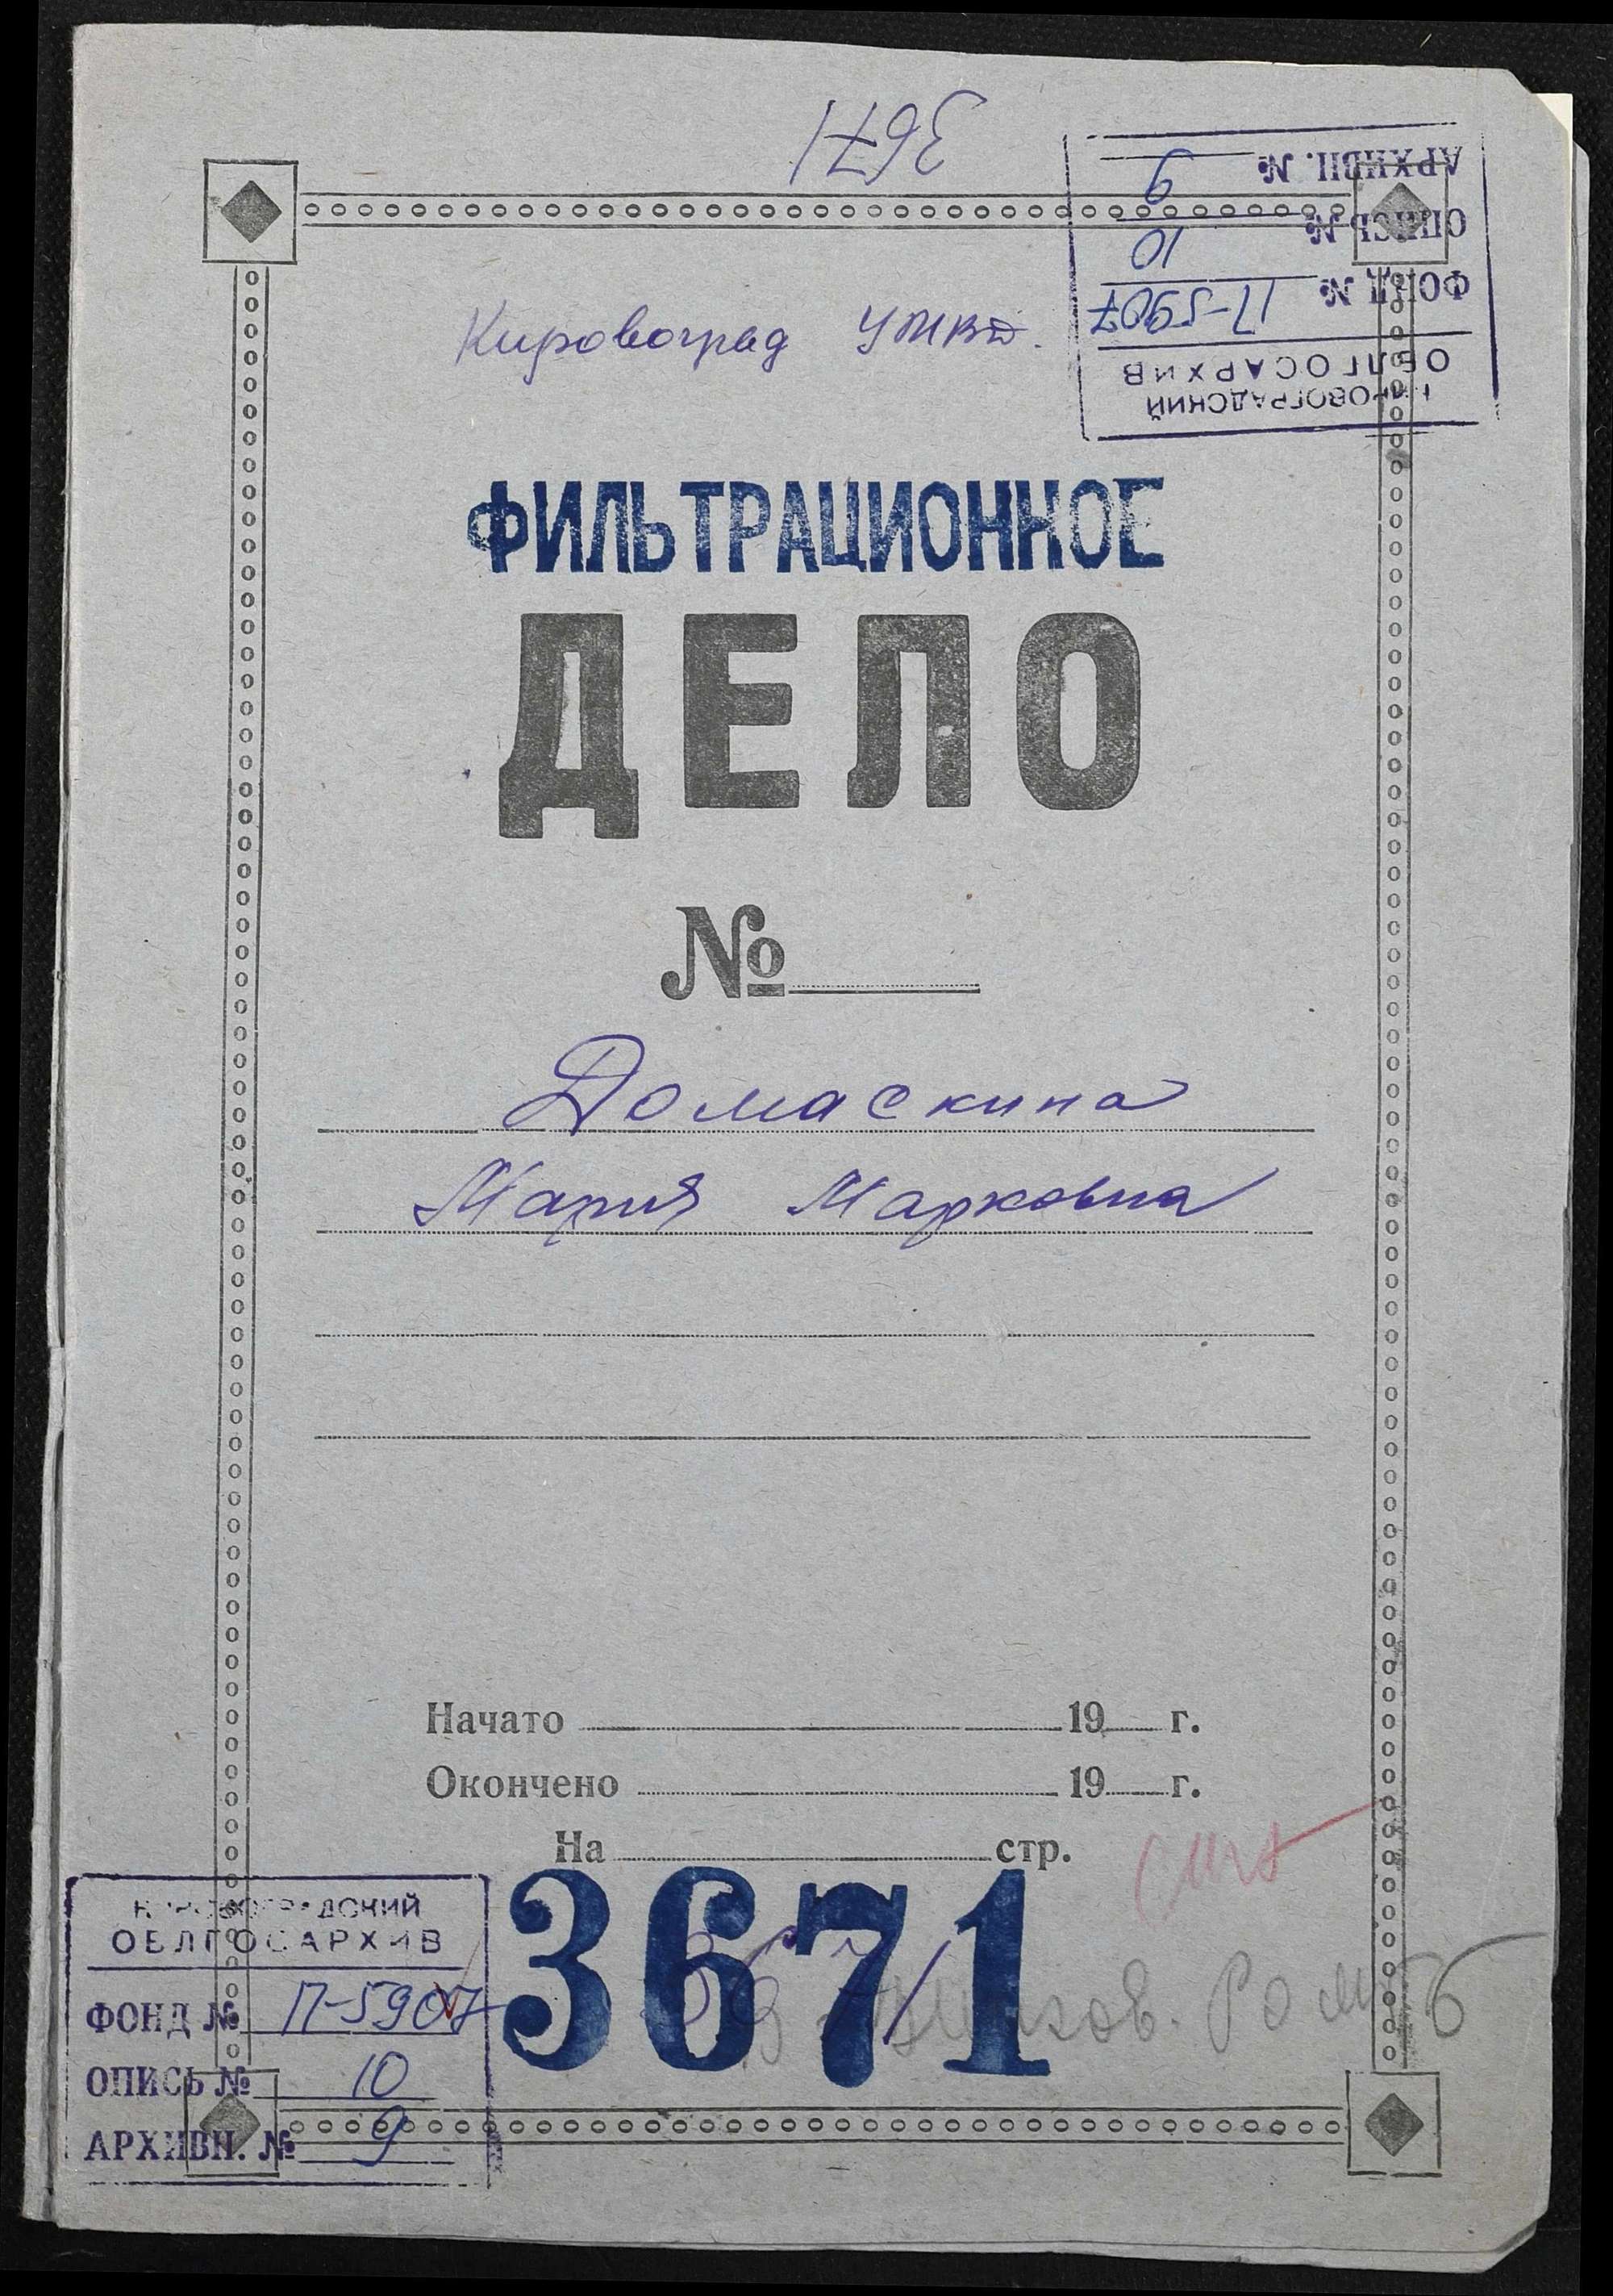 3671
КИРОВОГРАДСКИЙ
ОБЛГОСАРХИВ
ФОНД № П-5907
ОПИСЬ № 10
АРХИВН. № 9
Кировоград УМВД.
ФИЛЬТРАЦИОННОЕ
ДЕЛО
№
Домаскина
Мария Марковна
Начато 19 г.
Окончено 19 г.
На стр.
3671
КИРОВОГРАДСКИЙ
ОБЛГОСАРХИВ
ФОНД № П-5907
ОПИСЬ № 10
АРХИВН. № 9